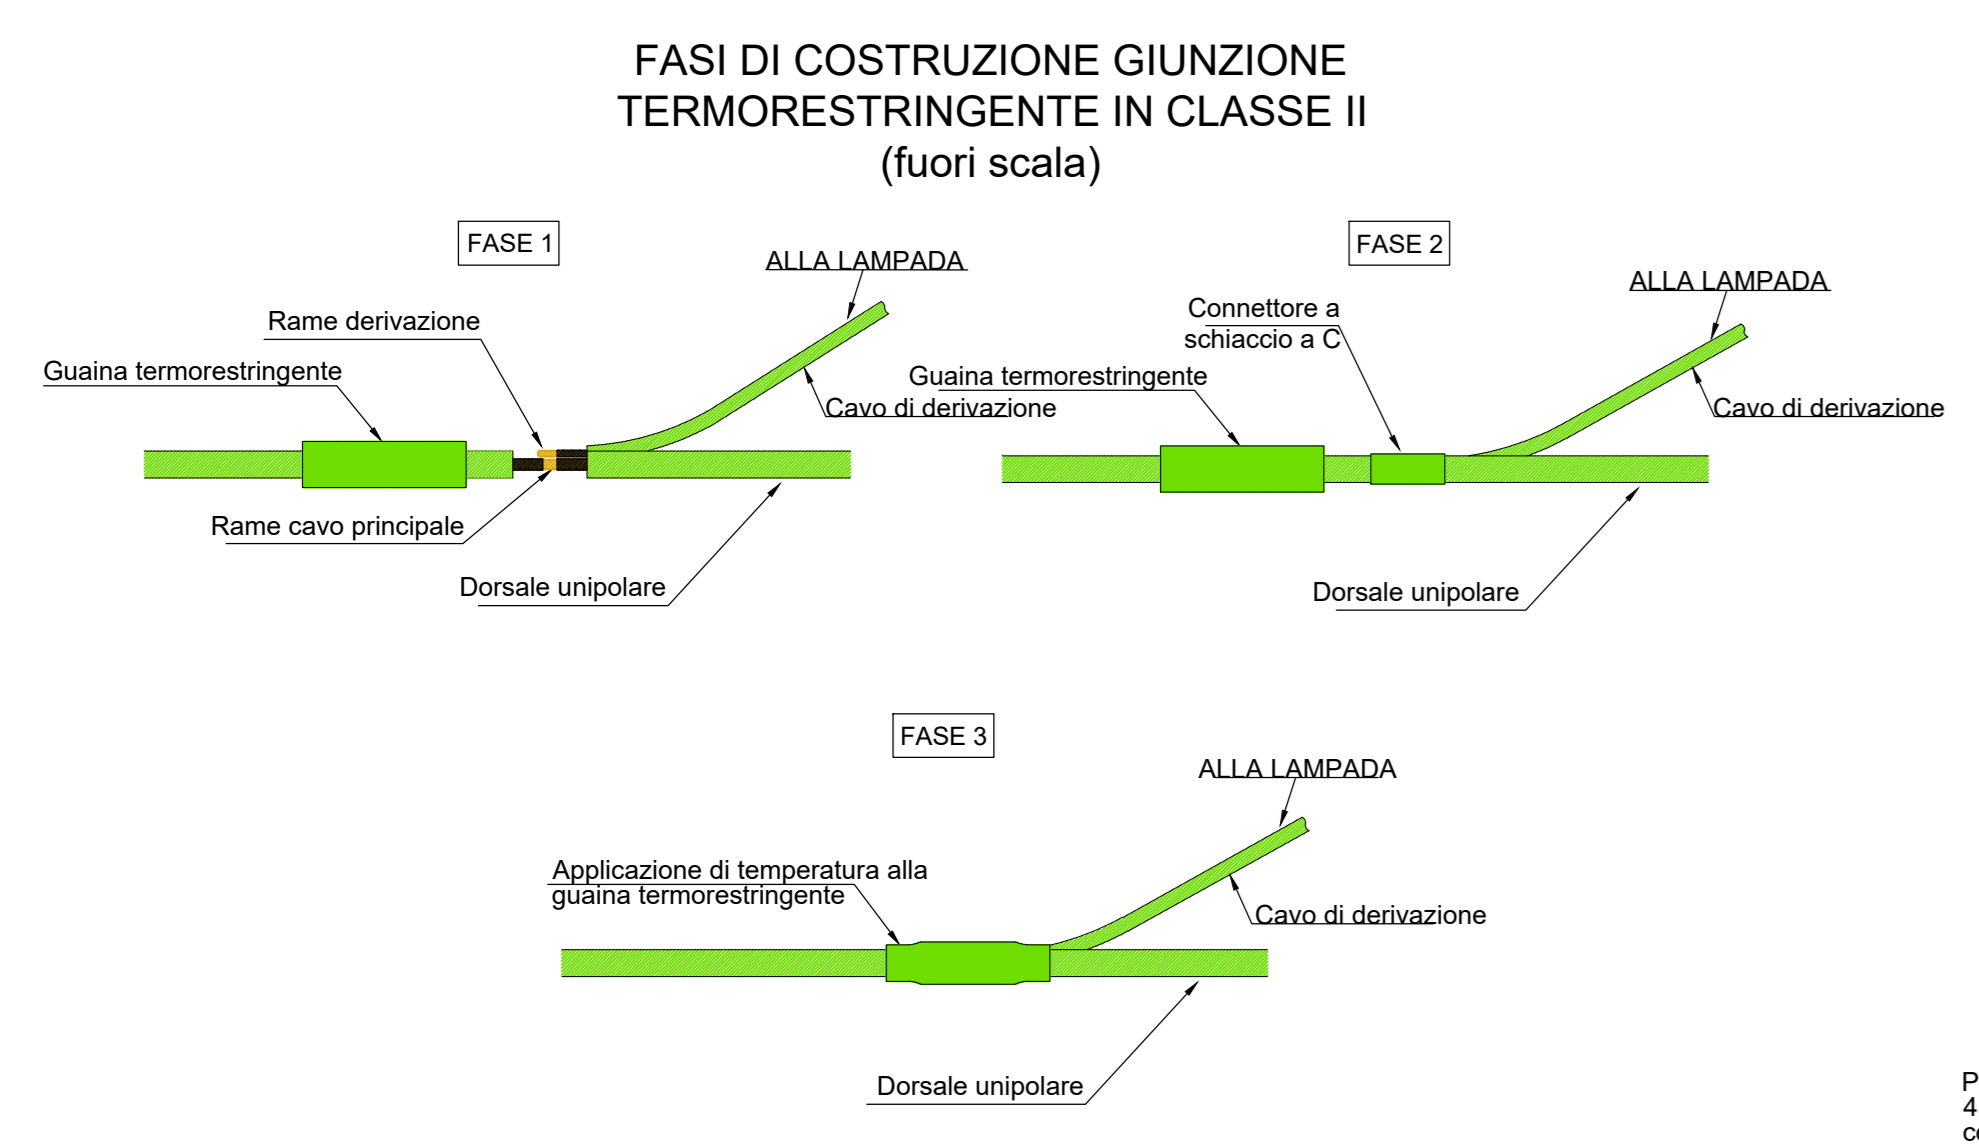 FASI DI COSTRUZIONE GIUNZIONE
TERMORESTRINGENTE IN CLASSE II
(fuori scala)
FASE 1
ALLA LAMPADA
Rame derivazione
Guaina termorestringente
Cavo di derivazione
Rame cavo principale
Dorsale unipolare
FASE 2
ALLA LAMPADA
Connettore a
schiaccio a C
Guaina termorestringente
Cavo di derivazione
Dorsale unipolare
FASE 3
ALLA LAMPADA
Applicazione di temperatura alla
guaina termorestringente
Cavo di derivazione
Dorsale unipolare